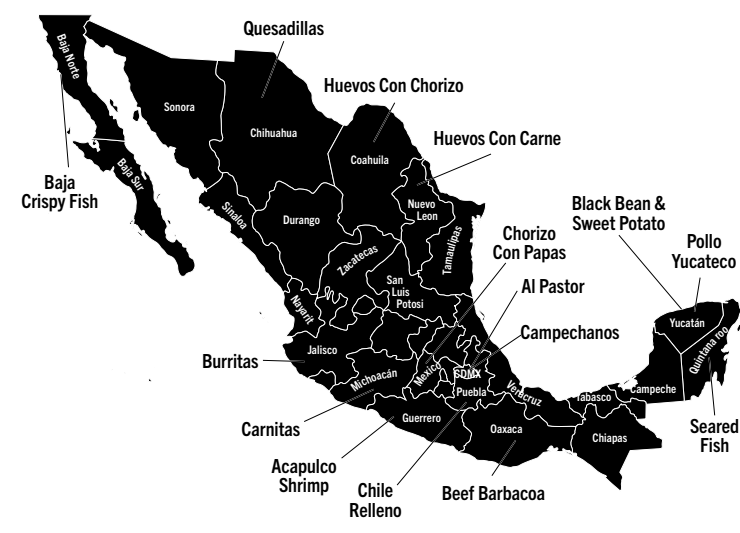 Quesadillas
Baja Norte
Huevos Con Chorizo
Sonora
Chihuahua
Huevos Con Carne
Coahuila
Baja
Crispy Fish
Baja Sur
Black Bean &
Sweet Potato
Sinaloa
Durango
Nuevo
Leon
Chorizo
Con Papas
Tamaulipas
Pollo
Yucateco
Zacatecas
San
Luis
Potosi
Al Pastor
Nayarit
Yucatán
Campechanos
Quintana roo
Jalisco
Burritas
Mexico
CDMX
Michoacán
Puebla
Veracruz
Tabasco
Campeche
Carnitas
Guerrero
Oaxaca
Chiapas
Seared
Fish
Acapulco
Shrimp
Chile
Relleno
Beef Barbacoa